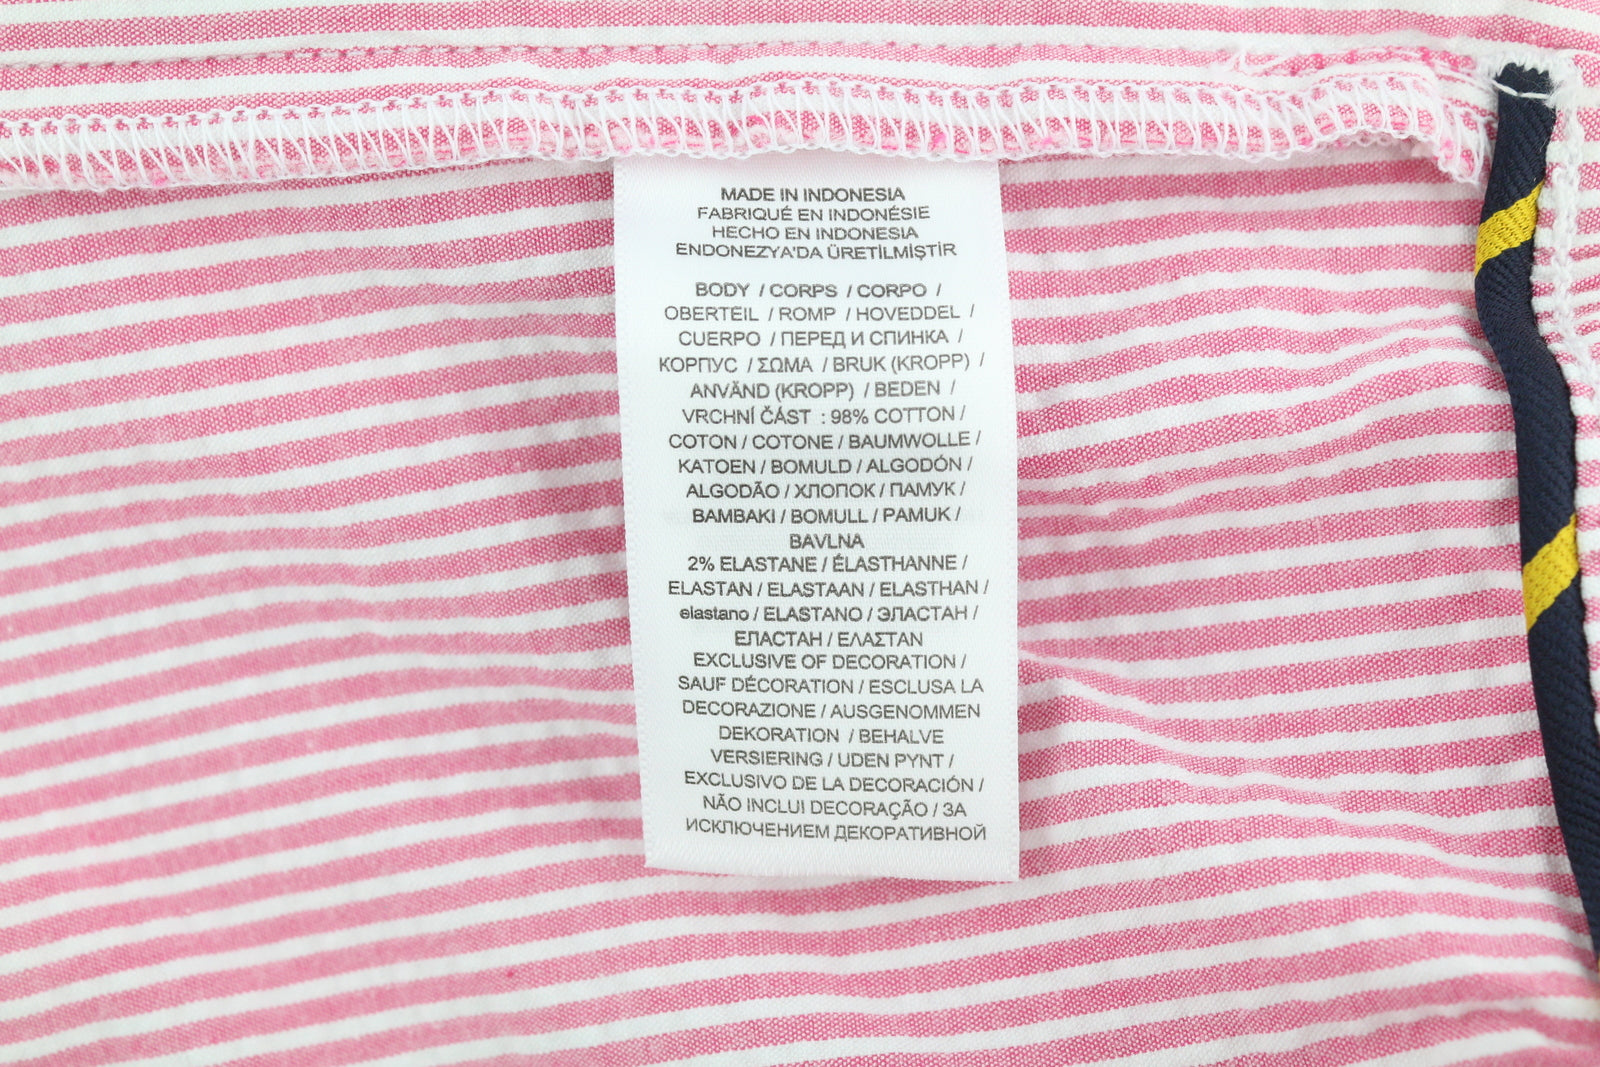 MADE IN INDONESIA
FABRIQUÉ EN INDONÉSIE
HECHO EN INDONESIA
ENDONEZYA'DA ÜRETİLMİŞTİR
BODY / CORPS / CORPO /
OBERTEIL / ROMP / HOVEDDEL /
CUERPO / ПЕРЕД И СПИНКА /
КОРПУС / ΣΩΜΑ / BRUK (KROPP) /
ANVÄND (KROPP) / BEDEN /
VRCHNÍ ČÁST : 98% COTTON /
COTON / COTONE / BAUMWOLLE /
KATOEN / BOMULD / ALGODÓN /
ALGODÃO / ХЛОПОК / ПАМУК /
BAMBAKI / BOMULL / PAMUK /
BAVLNA
2% ELASTANE / ÉLASTHANNE /
ELASTAN / ELASTAAN / ELASTHAN /
elastano / ELASTANO / ЭЛАСТАН /
ЕЛАСТАН / ΕΛΑΣΤΑΝ
EXCLUSIVE OF DECORATION /
SAUF DÉCORATION / ESCLUSA LA
DECORAZIONE / AUSGENOMMEN
DEKORATION / BEHALVE
VERSIERING / UDEN PYNT /
EXCLUSIVO DE LA DECORACIÓN /
NÃO INCLUI DECORAÇÃO / ЗА
ИСКЛЮЧЕНИЕМ ДЕКОРАТИВНОЙ